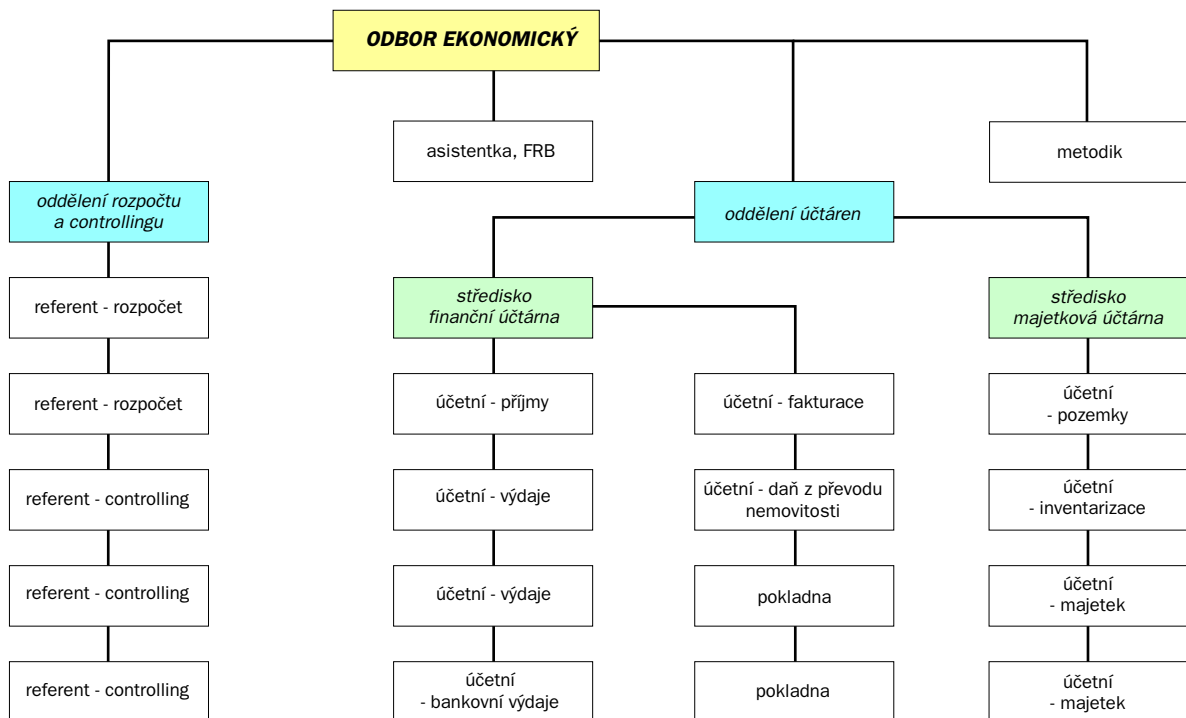 ODBOR EKONOMICKÝ
asistentka, FRB
metodik
oddělení rozpočtu
a controllingu
oddělení účtáren
referent - rozpočet
středisko
finanční účtárna
středisko
majetková účtárna
referent - rozpočet
účetní - příjmy
účetní - fakturace
účetní
- pozemky
referent - controlling
účetní - výdaje
účetní - daň z převodu
nemovitosti
účetní
- inventarizace
referent - controlling
účetní - výdaje
pokladna
účetní
- majetek
referent - controlling
účetní
- bankovní výdaje
pokladna
účetní
- majetek